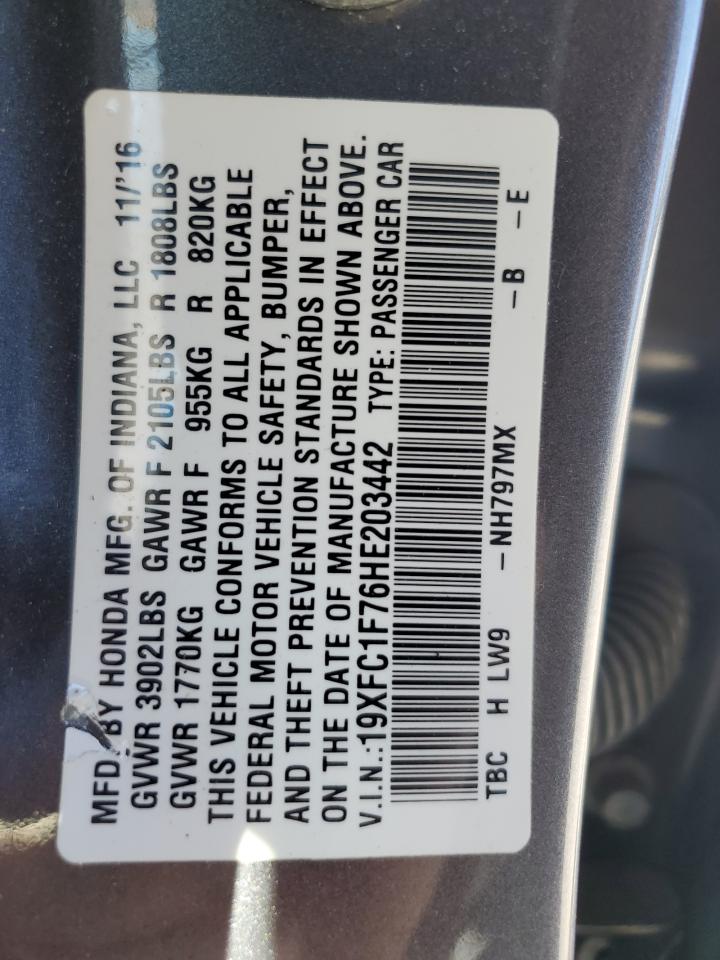 MFD. BY HONDA MFG. OF INDIANA, LLC 11/'16
GVWR 3902LBS GAWR F 2105LBS R 1808LBS
GVWR 1770KG GAWR F 955KG R 820KG
THIS VEHICLE CONFORMS TO ALL APPLICABLE
FEDERAL MOTOR VEHICLE SAFETY, BUMPER,
AND THEFT PREVENTION STANDARDS IN EFFECT
ON THE DATE OF MANUFACTURE SHOWN ABOVE.
V.I.N.:19XFC1F76HE203442 TYPE: PASSENGER CAR
TBC H LW9 -NH797MX -B -E